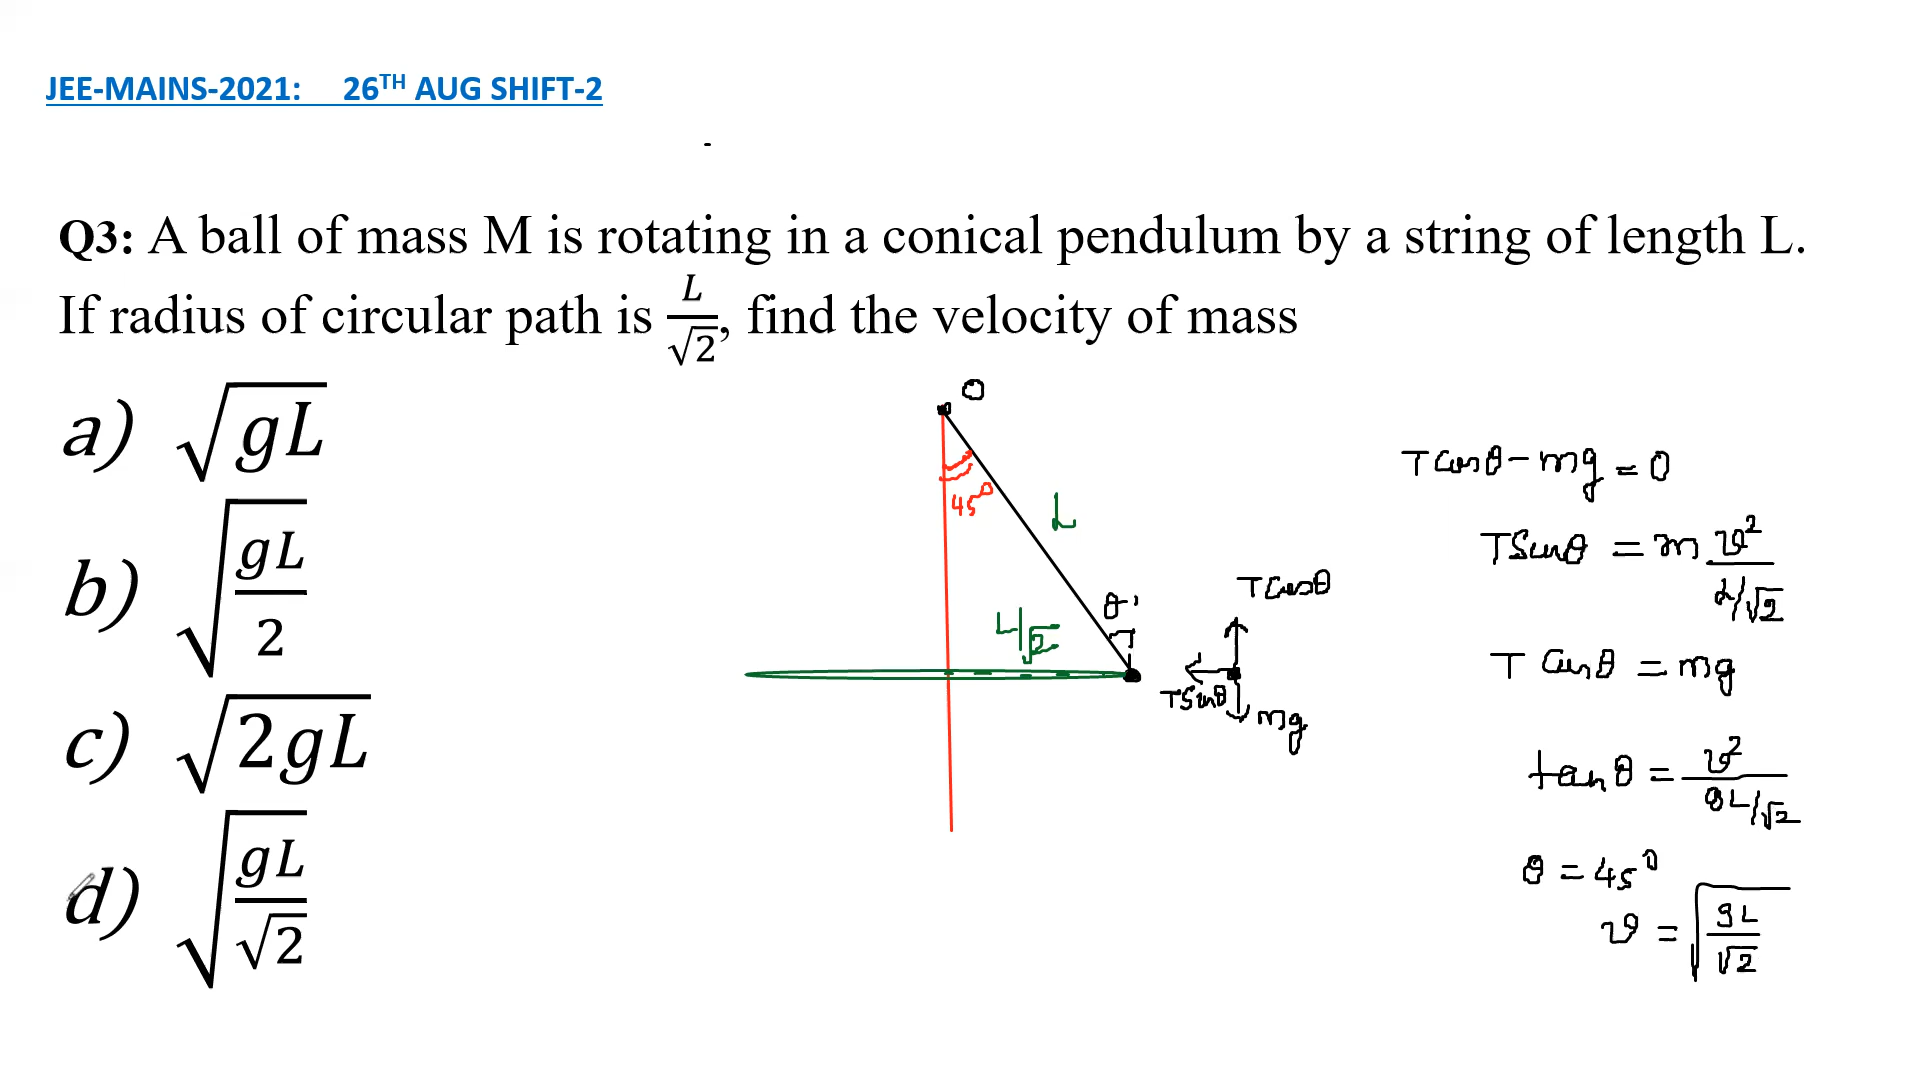 JEE-MAINS-2021: 26TH AUG SHIFT-2
Q3: A ball of mass M is rotating in a conical pendulum by a string of length L.
If radius of circular path is L/√2, find the velocity of mass
a) √(gL)
b) √(gL/2)
c) √(2gL)
d) √(gL/√2)
O
45°
L
θ
L/√2
Tcosθ
Tsinθ
mg
Tcosθ - mg = 0
Tsinθ = m v²/(L/√2)
T cosθ = mg
tanθ = v²/(gL/√2)
θ = 45°
v = √(gL/√2)